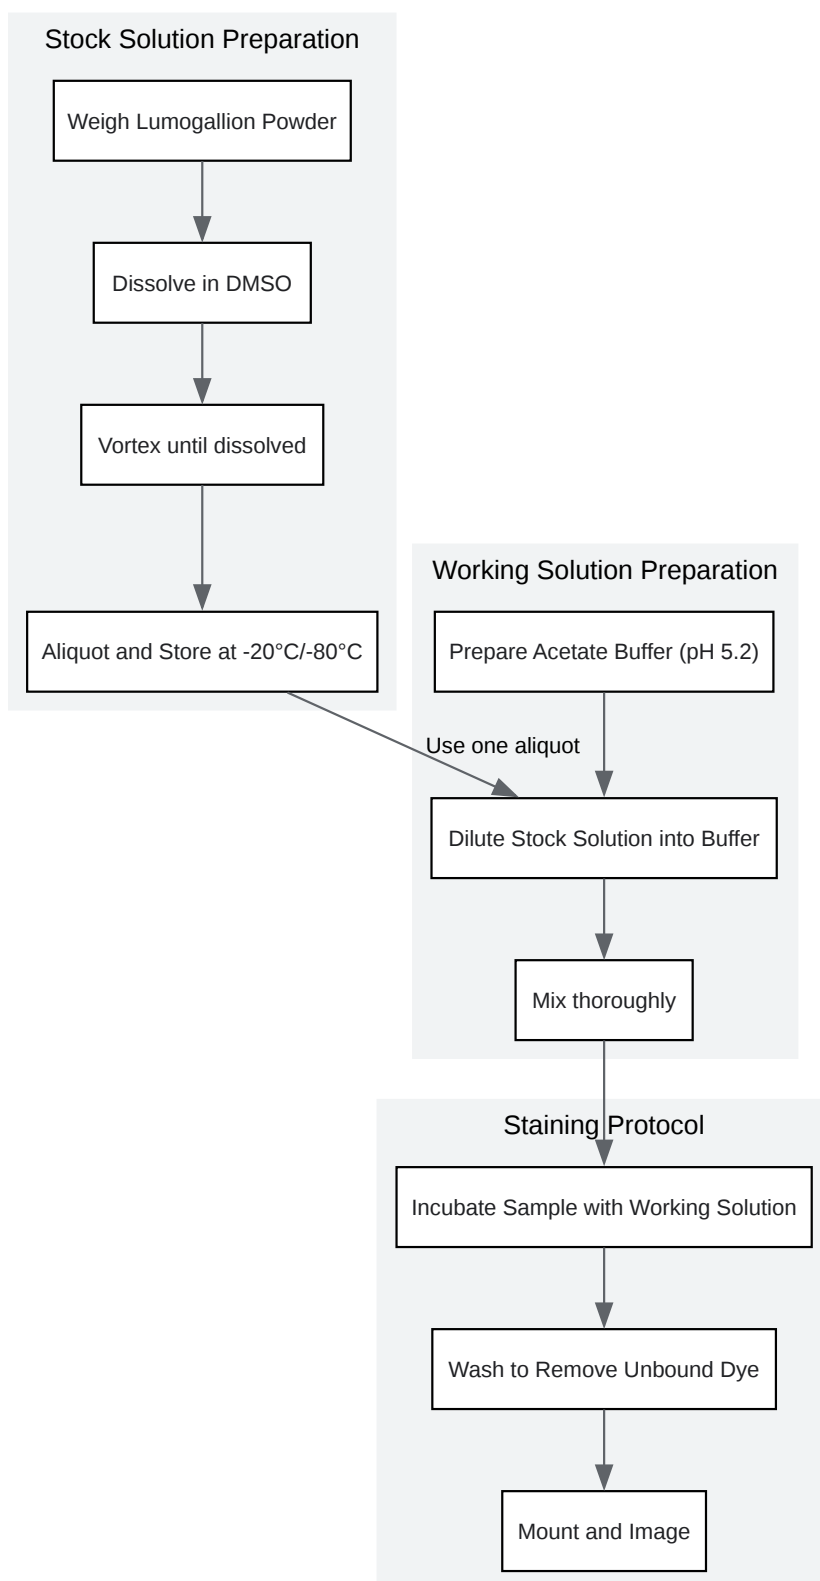 Stock Solution Preparation
Weigh Lumogallion Powder
Dissolve in DMSO
Vortex until dissolved
Aliquot and Store at -20°C/-80°C
Use one aliquot
Working Solution Preparation
Prepare Acetate Buffer (pH 5.2)
Dilute Stock Solution into Buffer
Mix thoroughly
Staining Protocol
Incubate Sample with Working Solution
Wash to Remove Unbound Dye
Mount and Image